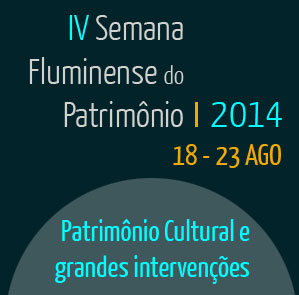 IV Semana
Fluminense do
Patrimônio | 2014
18 - 23 AGO
Patrimônio Cultural e
grandes intervenções